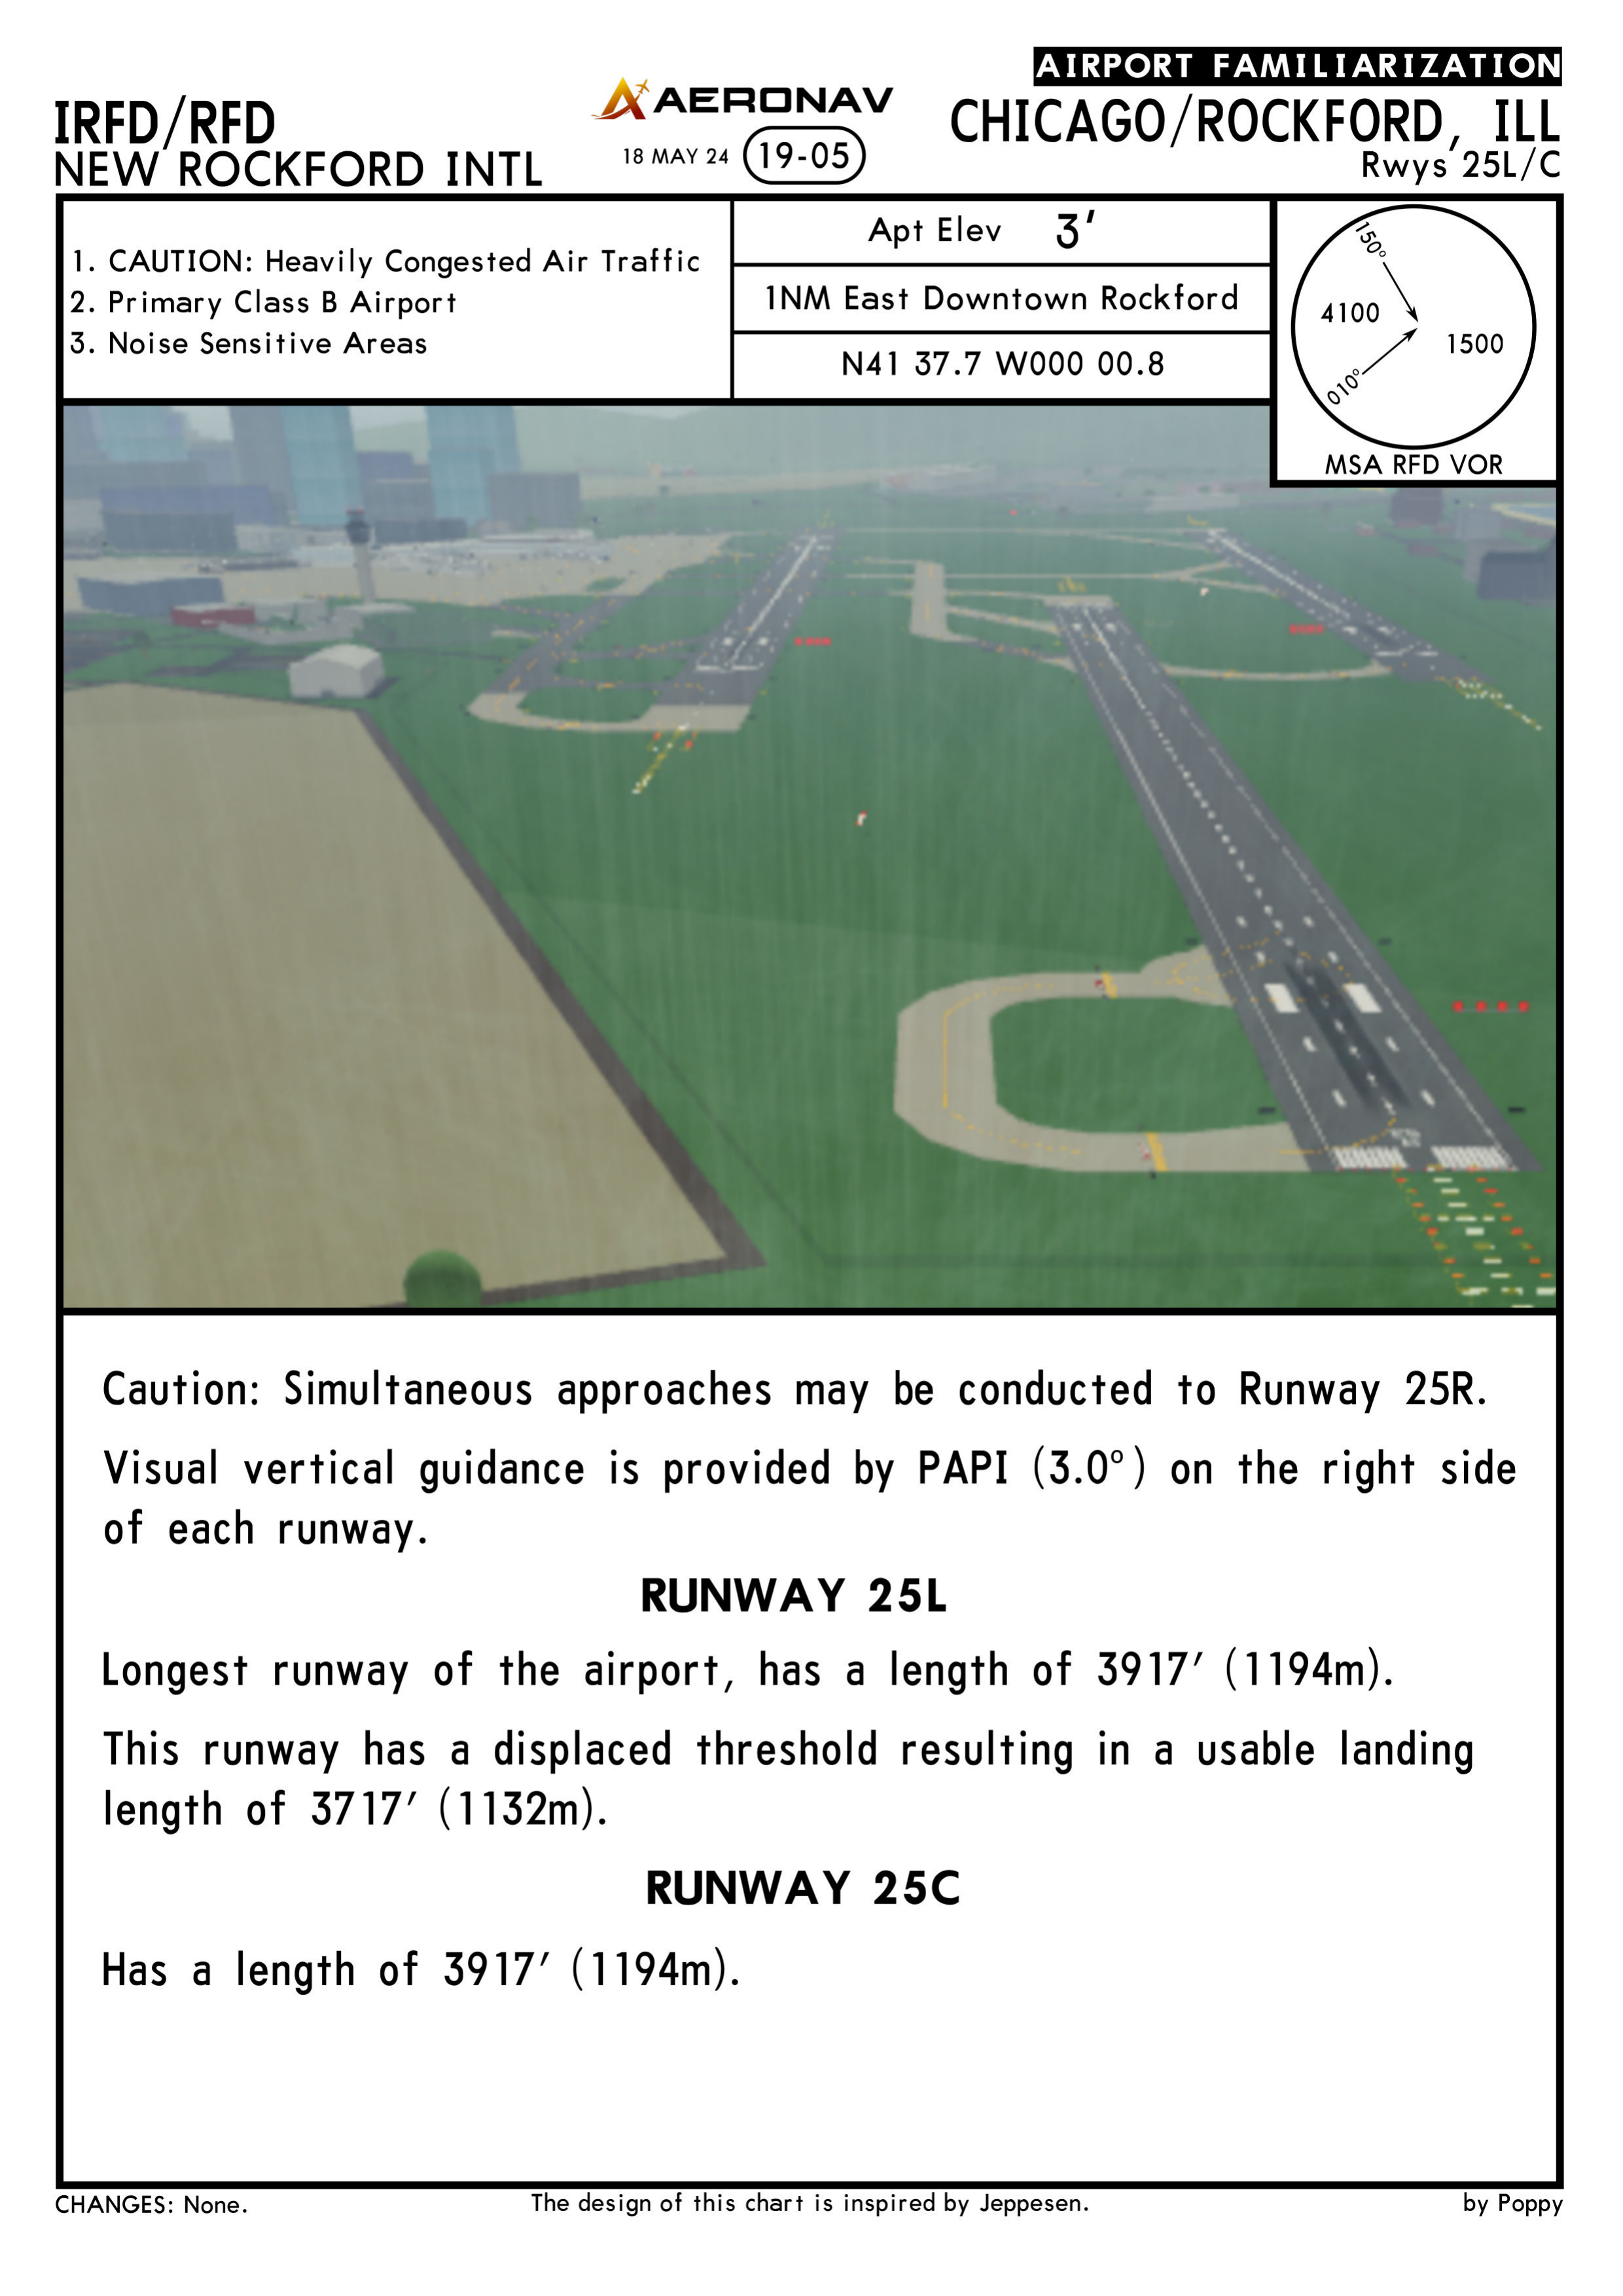 AIRPORT FAMILIARIZATION
IRFD/RFD
AERONAV
CHICAGO/ROCKFORD, ILL
NEW ROCKFORD INTL
18 MAY 24
19-05
Rwys 25L/C
1. CAUTION: Heavily Congested Air Traffic
2. Primary Class B Airport
3. Noise Sensitive Areas
Apt Elev 3'
1NM East Downtown Rockford
N41 37.7 W000 00.8
150°
4100
1500
010°
MSA RFD VOR
Caution: Simultaneous approaches may be conducted to Runway 25R.
Visual vertical guidance is provided by PAPI (3.0°) on the right side
of each runway.
RUNWAY 25L
Longest runway of the airport, has a length of 3917' (1194m).
This runway has a displaced threshold resulting in a usable landing
length of 3717' (1132m).
RUNWAY 25C
Has a length of 3917' (1194m).
CHANGES: None.
The design of this chart is inspired by Jeppesen.
by Poppy